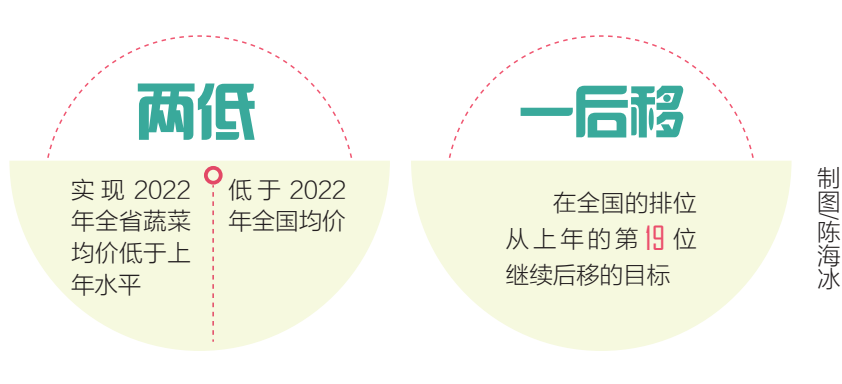 两低
实现2022
年全省蔬菜
均价低于上
年水平
低于2022
年全国均价
一后移
在全国的排位
从上年的第19位
继续后移的目标
制图/陈海冰